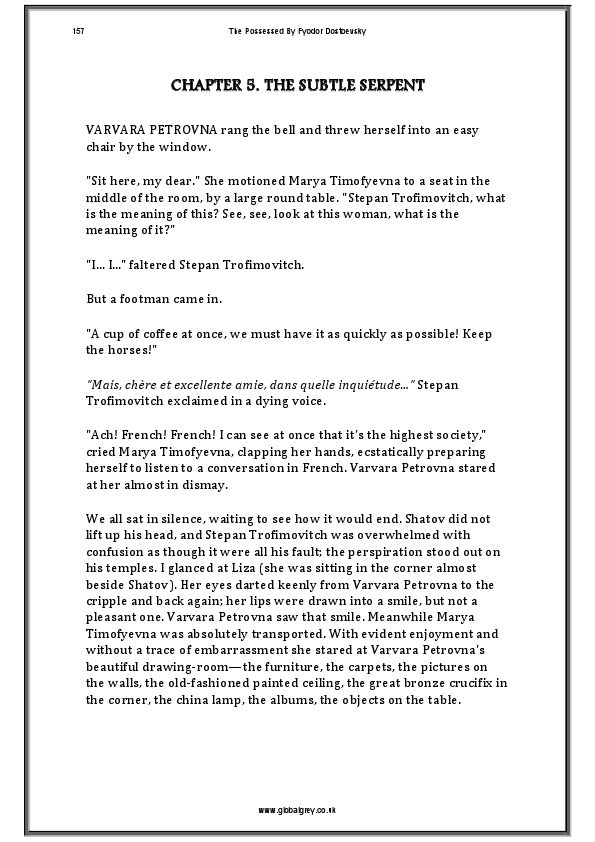 157
The Possessed By Fyodor Dostoevsky
CHAPTER 5. THE SUBTLE SERPENT
VARVARA PETROVNA rang the bell and threw herself into an easy
chair by the window.
"Sit here, my dear." She motioned Marya Timofyevna to a seat in the
middle of the room, by a large round table. "Stepan Trofimovitch, what
is the meaning of this? See, see, look at this woman, what is the
meaning of it?"
"I... I..." faltered Stepan Trofimovitch.
But a footman came in.
"A cup of coffee at once, we must have it as quickly as possible! Keep
the horses!"
"Mais, chère et excellente amie, dans quelle inquiétude..." Stepan
Trofimovitch exclaimed in a dying voice.
"Ach! French! French! I can see at once that it's the highest society,"
cried Marya Timofyevna, clapping her hands, ecstatically preparing
herself to listen to a conversation in French. Varvara Petrovna stared
at her almost in dismay.
We all sat in silence, waiting to see how it would end. Shatov did not
lift up his head, and Stepan Trofimovitch was overwhelmed with
confusion as though it were all his fault; the perspiration stood out on
his temples. I glanced at Liza (she was sitting in the corner almost
beside Shatov). Her eyes darted keenly from Varvara Petrovna to the
cripple and back again; her lips were drawn into a smile, but not a
pleasant one. Varvara Petrovna saw that smile. Meanwhile Marya
Timofyevna was absolutely transported. With evident enjoyment and
without a trace of embarrassment she stared at Varvara Petrovna's
beautiful drawing-room—the furniture, the carpets, the pictures on
the walls, the old-fashioned painted ceiling, the great bronze crucifix in
the corner, the china lamp, the albums, the objects on the table.
www.globalgrey.co.uk